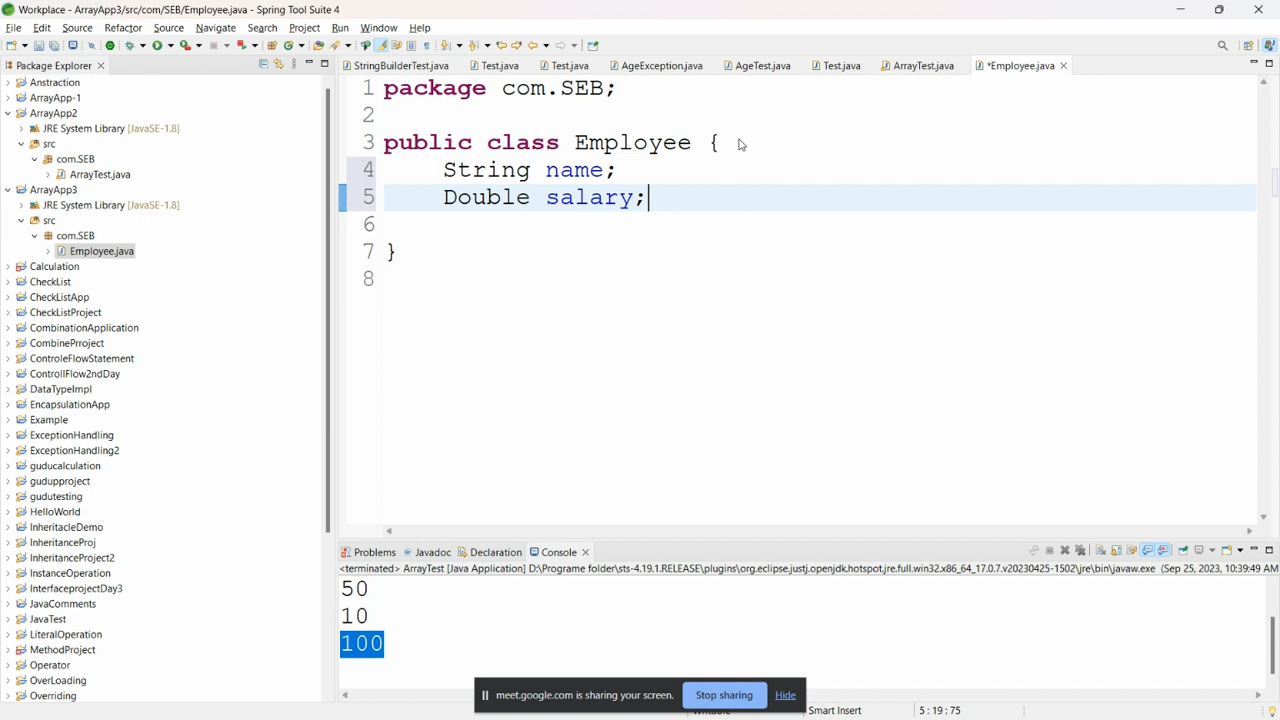 Workplace - ArrayApp3/src/com/SEB/Employee.java - Spring Tool Suite 4
File Edit Source Refactor Source Navigate Search Project Run Window Help
Package Explorer
StringBuilderTest.java Test.java Test.java AgeException.java AgeTest.java Test.java ArrayTest.java *Employee.java
Anstraction
ArrayApp-1
ArrayApp2
JRE System Library [JavaSE-1.8]
src
com.SEB
ArrayTest.java
ArrayApp3
JRE System Library [JavaSE-1.8]
src
com.SEB
Employee.java
Calculation
CheckList
CheckListApp
CheckListProject
CombinationApplication
CombinePrroject
ControleFlowStatement
ControllFlow2ndDay
DataTypeImpl
EncapsulationApp
Example
ExceptionHandling
ExceptionHandling2
guducalculation
gudupproject
gudutesting
HelloWorld
InheritacleDemo
InheritanceProj
InheritanceProject2
InstanceOperation
InterfaceprojectDay3
JavaComments
JavaTest
LiteralOperation
MethodProject
Operator
OverLoading
Overriding
1 package com.SEB;
2
3 public class Employee {
4 String name;
5 Double salary;
6
7 }
8
Problems Javadoc Declaration Console
<terminated> ArrayTest [Java Application] D:\Programe folder\sts-4.19.1.RELEASE\plugins\org.eclipse.justj.openjdk.hotspot.jre.full.win32.x86_64_17.0.7.v20230425-1502\jre\bin\javaw.exe (Sep 25, 2023, 10:39:49 AM
50
10
100
meet.google.com is sharing your screen. Stop sharing Hide
Smart Insert 5 : 19 : 75